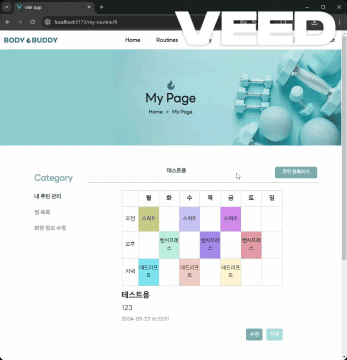 Vite App
localhost:5173/my-routine/9
VEED
BODY BUDDY
Home
Routines
My Page
Home > My Page
Category
테스트용
루틴 등록하기
내 루틴 관리
찜 목록
회원 정보 수정
월 화 수 목 금 토 일
오전 스쿼트 스쿼트 스쿼트
오후 벤치프레스 벤치프레스 벤치프레스
저녁 데드리프트 데드리프트 데드리프트
테스트용
123
2024-05-23 16:23:51
수정 삭제